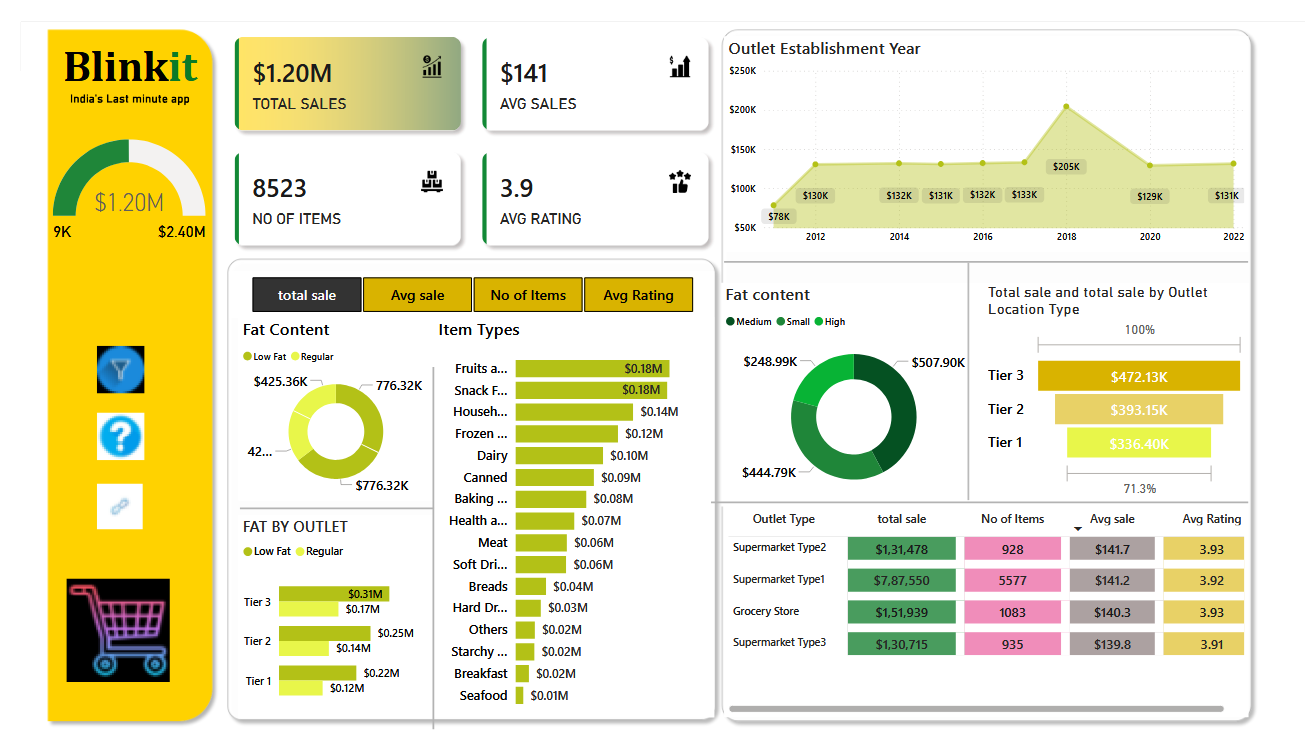 Blinkit
India's Last minute app
$1.20M
9K
$2.40M
$1.20M
TOTAL SALES
$141
AVG SALES
8523
NO OF ITEMS
3.9
AVG RATING
Outlet Establishment Year
$250K
$200K
$150K
$100K
$50K
$78K
$130K
$132K
$131K
$132K
$133K
$205K
$129K
$131K
2012
2014
2016
2018
2020
2022
total sale
Avg sale
No of Items
Avg Rating
Fat Content
Low Fat Regular
$425.36K
776.32K
42...
$776.32K
FAT BY OUTLET
Low Fat Regular
Tier 3 $0.31M
$0.17M
Tier 2 $0.25M
$0.14M
Tier 1 $0.22M
$0.12M
Item Types
Fruits a... $0.18M
Snack F... $0.18M
Househ... $0.14M
Frozen ... $0.12M
Dairy $0.10M
Canned $0.09M
Baking ... $0.08M
Health a... $0.07M
Meat $0.06M
Soft Dri... $0.06M
Breads $0.04M
Hard Dr... $0.03M
Others $0.02M
Starchy ... $0.02M
Breakfast $0.02M
Seafood $0.01M
Fat content
Medium Small High
$248.99K
$507.90K
$444.79K
Total sale and total sale by Outlet
Location Type
100%
Tier 3 $472.13K
Tier 2 $393.15K
Tier 1 $336.40K
71.3%
Outlet Type total sale No of Items Avg sale Avg Rating
Supermarket Type2 $1,31,478 928 $141.7 3.93
Supermarket Type1 $7,87,550 5577 $141.2 3.92
Grocery Store $1,51,939 1083 $140.3 3.93
Supermarket Type3 $1,30,715 935 $139.8 3.91